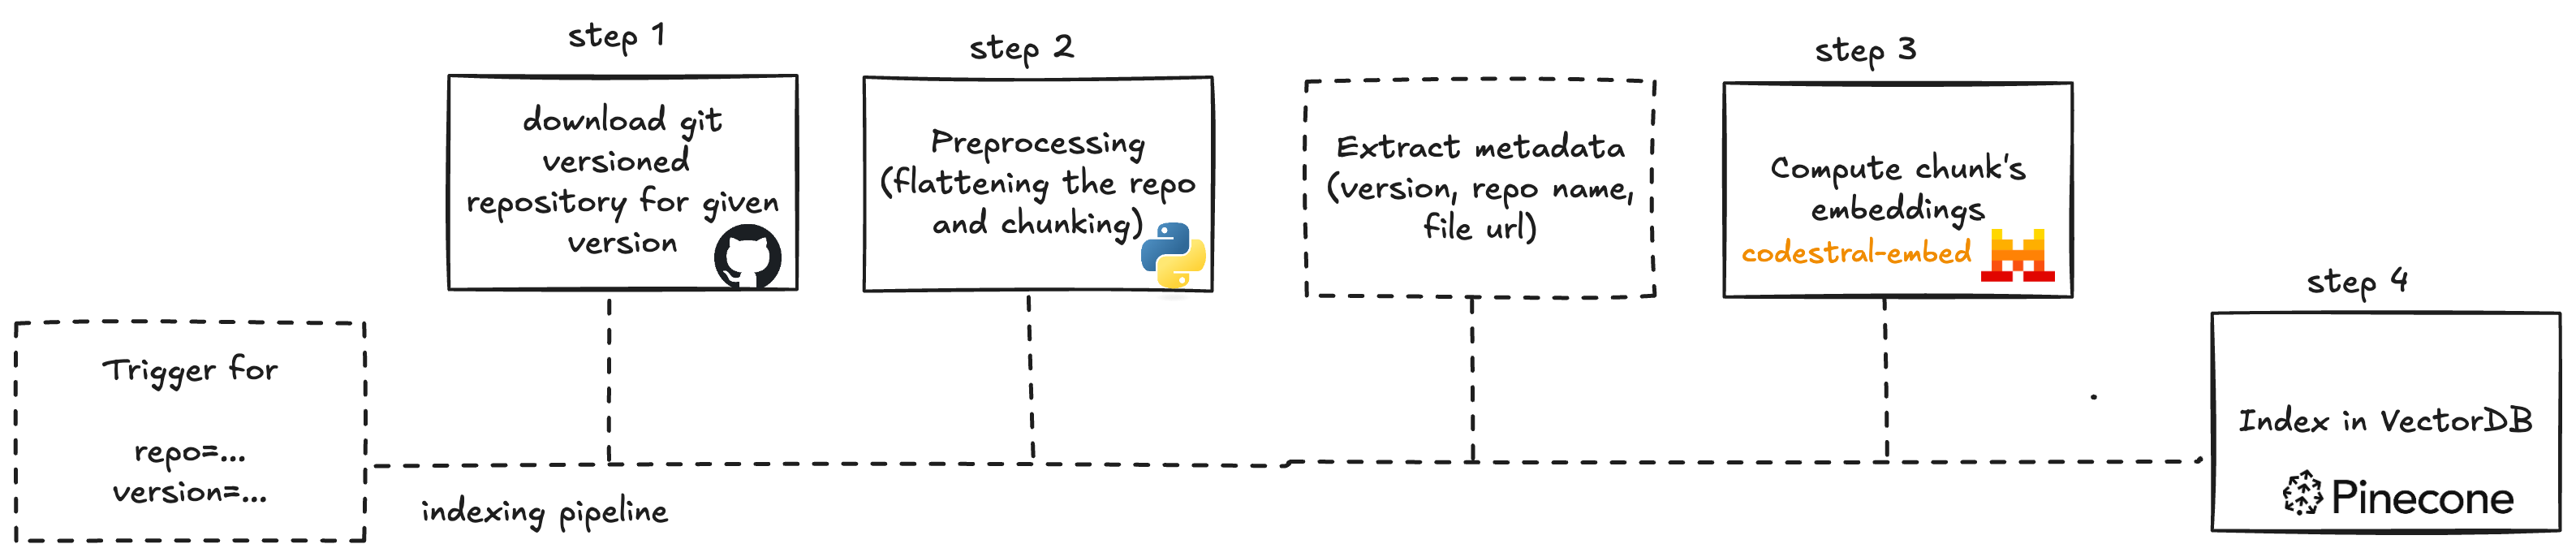 step 1
download git
versioned
repository for given
version
step 2
Preprocessing
(flattening the repo
and chunking)
Extract metadata
(version, repo name,
file url)
step 3
Compute chunk's
embeddings
codestral-embed
step 4
Index in VectorDB
Pinecone
Trigger for
repo=...
version=...
indexing pipeline